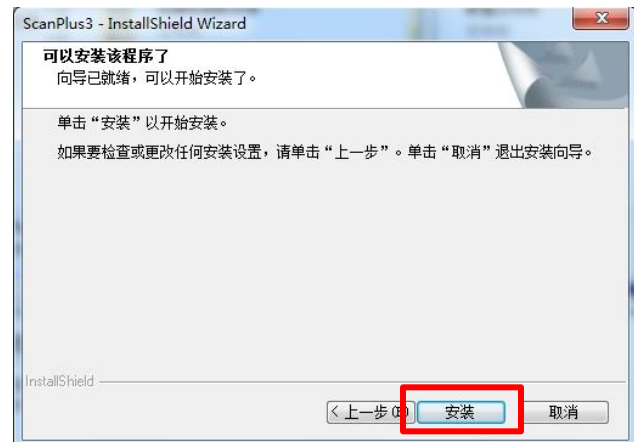 ScanPlus3 - InstallShield Wizard
可以安装该程序了
向导已就绪，可以开始安装了。
单击“安装”以开始安装。
如果要检查或更改任何安装设置，请单击“上一步”。单击“取消”退出安装向导。
InstallShield
< 上一步(B) 安装 取消